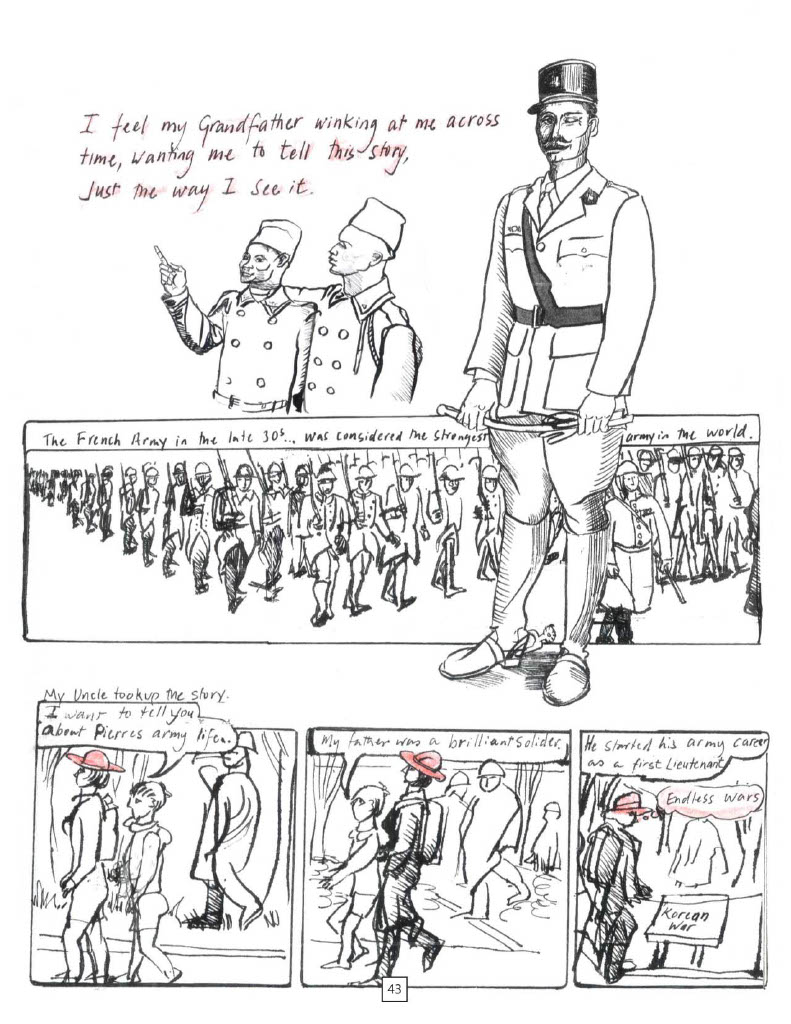 I feel my Grandfather winking at me across
time, wanting me to tell this story,
Just the way I see it.
The French Army in the late 30s.., was considered the strongest army in the world.
My Uncle took up the story.
I want to tell you
about Pierres army life.
My father was a brilliant Solider.
He started his army career
as a first Lieutenant
Endless Wars
Korean
War
43